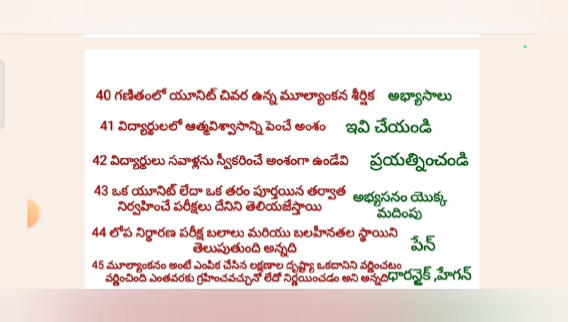 40 గణితంలో యూనిట్ చివర ఉన్న మూల్యాంకన శీర్షిక అభ్యాసాలు
41 విద్యార్థులలో ఆత్మవిశ్వాసాన్ని పెంచే అంశం ఇవి చేయండి
42 విద్యార్థులు సవాళ్లను స్వీకరించే అంశంగా ఉండేవి ప్రయత్నించండి
43 ఒక యూనిట్ లేదా ఒక తరం పూర్తయిన తర్వాత అభ్యసనం యొక్క
నిర్వహించే పరీక్షలు దేనిని తెలియజేస్తాయి మదింపు
44 లోప నిర్ధారణ పరీక్ష బలాలు మరియు బలహీనతల స్థాయిని
తెలుపుతుంది అన్నది పేన్
45 మూల్యాంకనం అంటే ఎంపిక చేసిన లక్షణాల దృష్ట్యా ఒకదానిని వర్ణించటం
వర్ణించింది ఎంతవరకు గ్రహించవచ్చునో లేదో నిర్ణయించడం అని అన్నది ధారన్డైక్ ,హేగన్